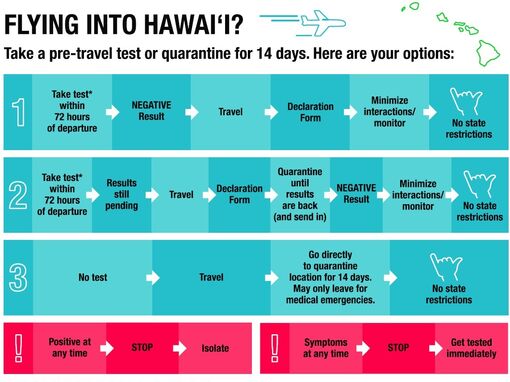 FLYING INTO HAWAI‘I?
Take a pre-travel test or quarantine for 14 days. Here are your options:
1
Take test*
within
72 hours
of departure
NEGATIVE
Result
Travel
Declaration
Form
Minimize
interactions/
monitor
No state
restrictions
2
Take test*
within
72 hours
of departure
Results
still
pending
Travel
Declaration
Form
Quarantine
until
results
are back
(and send in)
NEGATIVE
Result
Minimize
interactions/
monitor
No state
restrictions
3
No test
Travel
Go directly
to quarantine
location for 14 days.
May only leave for
medical emergencies.
No state
restrictions
!
Positive at
any time
STOP
Isolate
!
Symptoms
at any time
STOP
Get tested
immediately